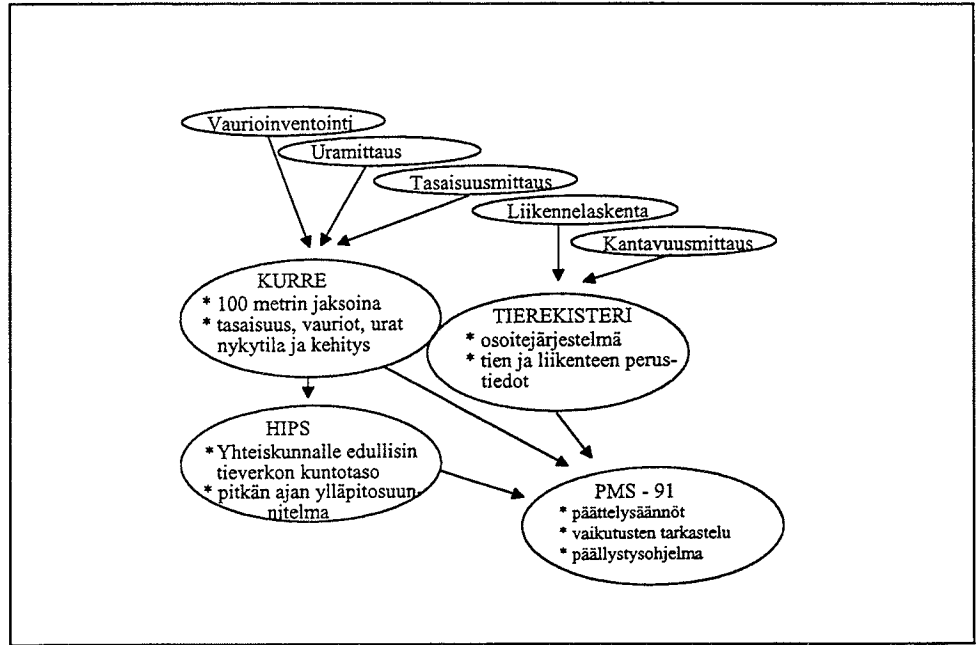 Vaurioinventointi
Uramittaus
Tasaisuusmittaus
Liikennelaskenta
Kantavuusmittaus
KURRE
* 100 metrin jaksoina
* tasaisuus, vauriot, urat
nykytila ja kehitys
TIEREKISTERI
* osoitejärjestelmä
* tien ja liikenteen perus-
tiedot
HIPS
* Yhteiskunnalle edullisin
tieverkon kuntotaso
* pitkän ajan ylläpitosuun-
nitelma
PMS - 91
* päättelysäännöt
* vaikutusten tarkastelu
* päällystysohjelma